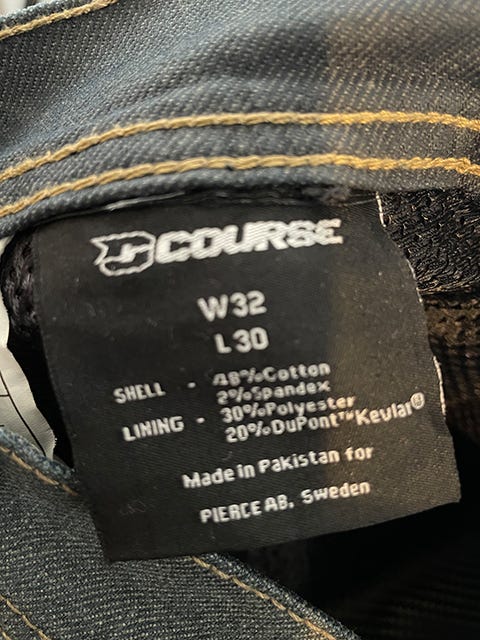 COURSE
W32
L30
SHELL - 48%Cotton
2%Spandex
LINING - 30%Polyester
20%DuPont™Kevlar®
Made in Pakistan for
PIERCE AB. Sweden